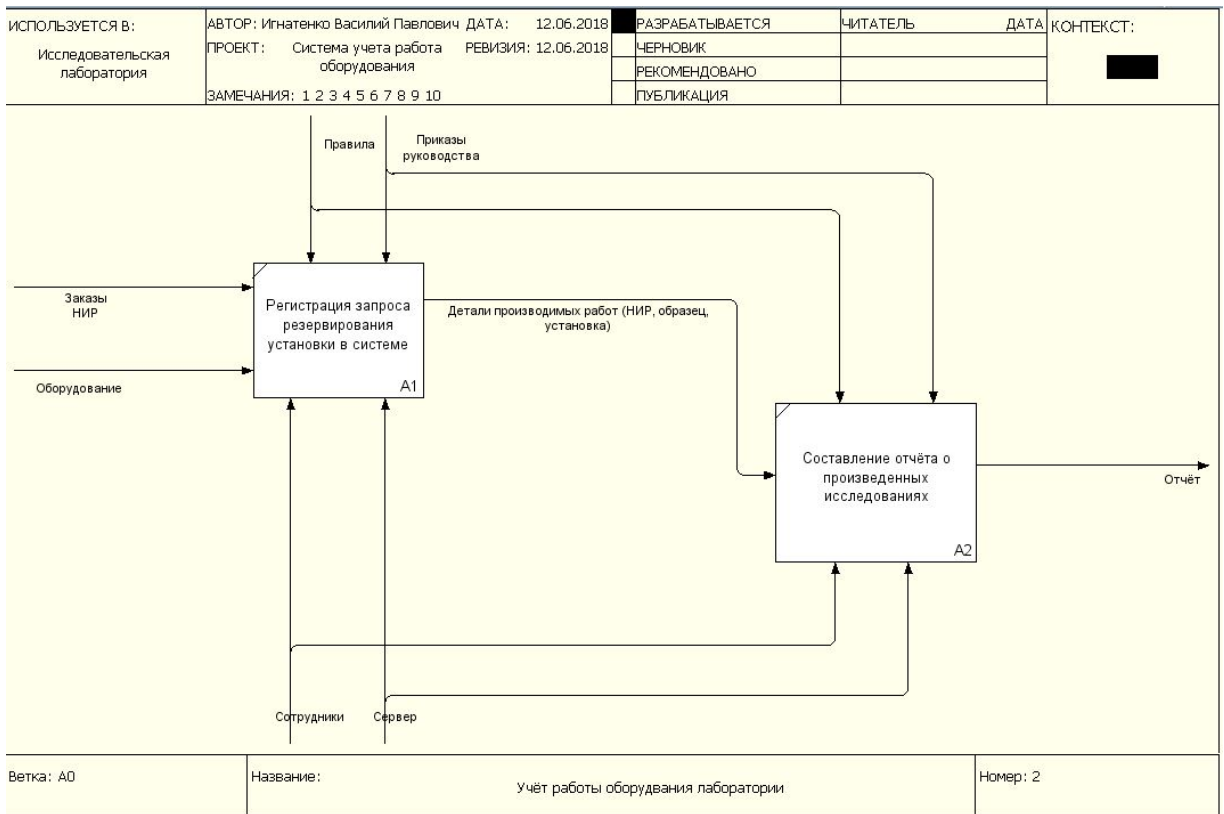 ИСПОЛЬЗУЕТСЯ В:
Исследовательская
лаборатория
АВТОР: Игнатенко Василий Павлович ДАТА: 12.06.2018
ПРОЕКТ: Система учета работа РЕВИЗИЯ: 12.06.2018
оборудования
ЗАМЕЧАНИЯ: 1 2 3 4 5 6 7 8 9 10
РАЗРАБАТЫВАЕТСЯ
ЧЕРНОВИК
РЕКОМЕНДОВАНО
ПУБЛИКАЦИЯ
ЧИТАТЕЛЬ ДАТА
КОНТЕКСТ:
Правила
Приказы
руководства
Заказы
НИР
Оборудование
Регистрация запроса
резервирования
установки в системе
A1
Детали производимых работ (НИР, образец,
установка)
Составление отчёта о
произведенных
исследованиях
A2
Отчёт
Сотрудники
Сервер
Ветка: A0
Название:
Учёт работы оборудвания лаборатории
Номер: 2